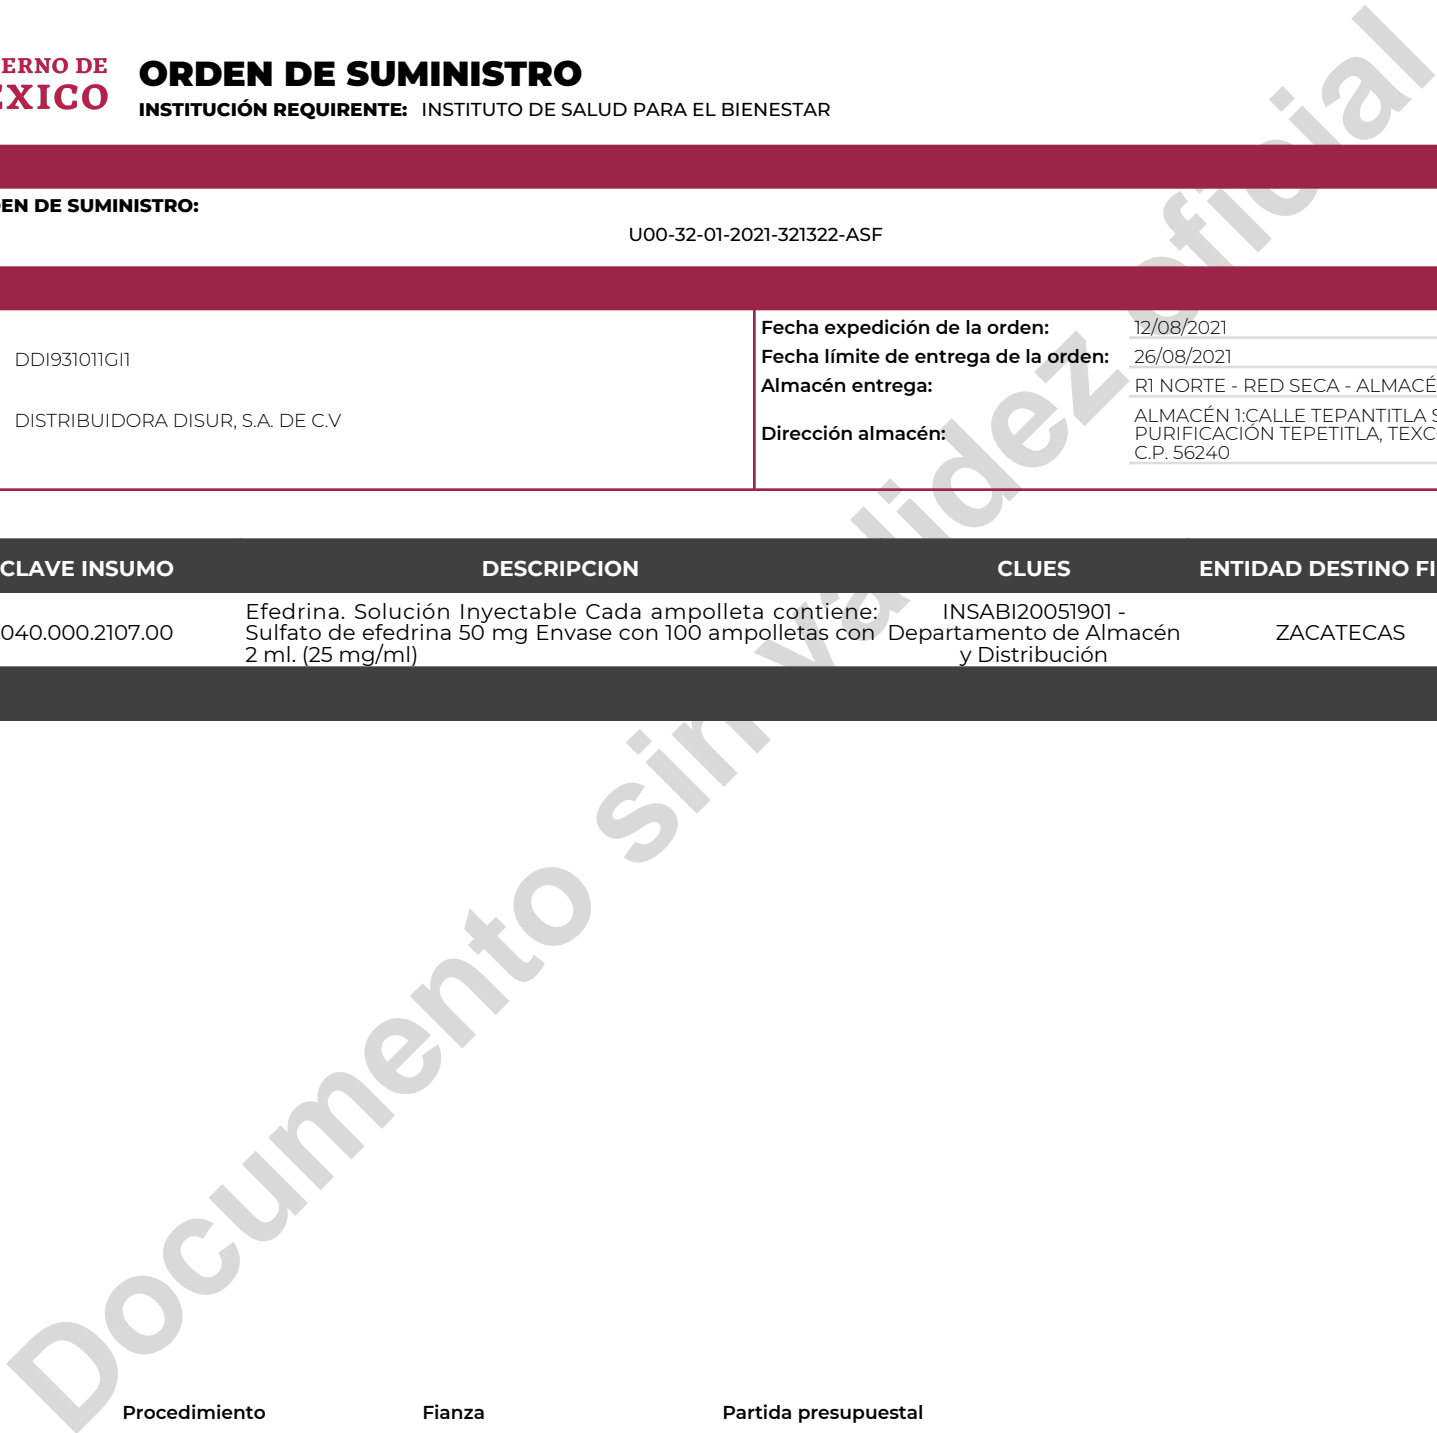 ERNO DE
EXICO
ORDEN DE SUMINISTRO
INSTITUCIÓN REQUIRENTE: INSTITUTO DE SALUD PARA EL BIENESTAR
EN DE SUMINISTRO:
U00-32-01-2021-321322-ASF
DDI931011GI1
DISTRIBUIDORA DISUR, S.A. DE C.V
Fecha expedición de la orden: 12/08/2021
Fecha límite de entrega de la orden: 26/08/2021
Almacén entrega: R1 NORTE - RED SECA - ALMACÉ
Dirección almacén:
ALMACÉN 1:CALLE TEPANTITLA S
PURIFICACIÓN TEPETITLA, TEXC
C.P. 56240
CLAVE INSUMO DESCRIPCION CLUES ENTIDAD DESTINO FI
040.000.2107.00
Efedrina. Solución Inyectable Cada ampolleta contiene:
Sulfato de efedrina 50 mg Envase con 100 ampolletas con
2 ml. (25 mg/ml)
INSABI20051901 -
Departamento de Almacén
y Distribución
ZACATECAS
Documento sin validez oficial
Procedimiento Fianza Partida presupuestal